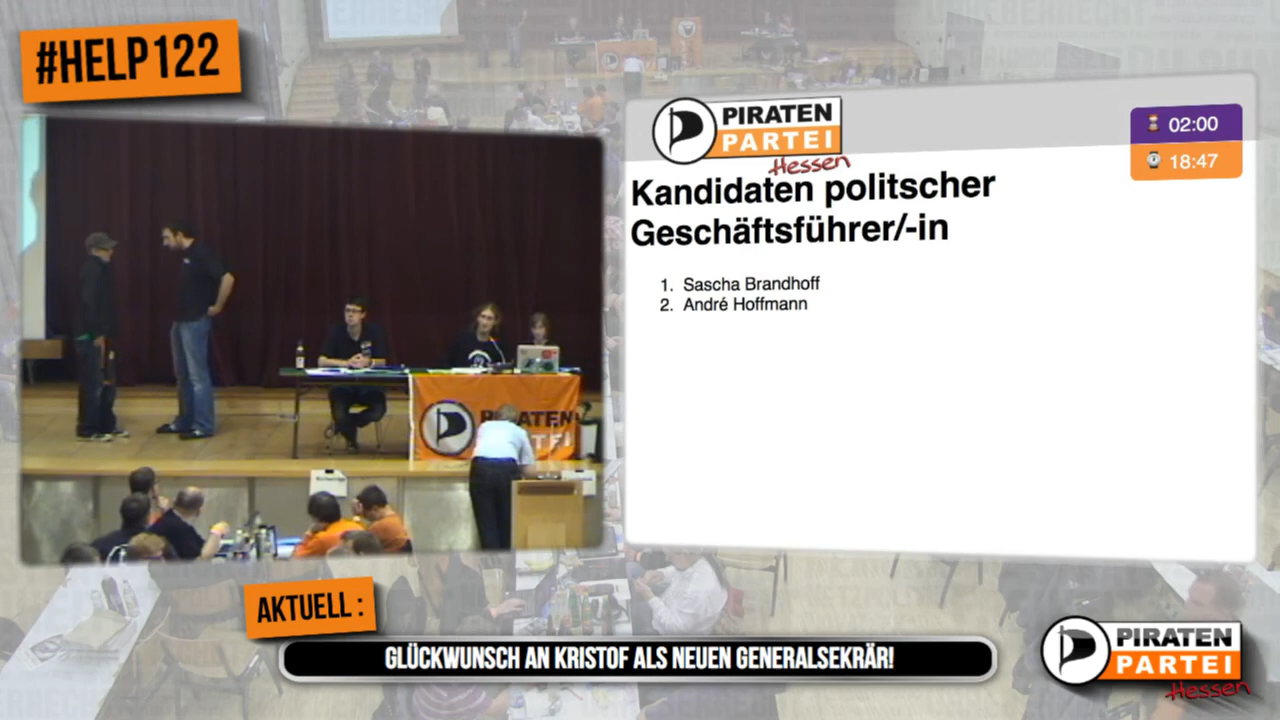 #HELP122
PIRATEN
PARTEI
Hessen
02:00
18:47
Kandidaten politscher
Geschäftsführer/-in
1. Sascha Brandhoff
2. André Hoffmann
PIRATEN
PARTEI
AKTUELL :
GLÜCKWUNSCH AN KRISTOF ALS NEUEN GENERALSEKRÄR!
PIRATEN
PARTEI
Hessen